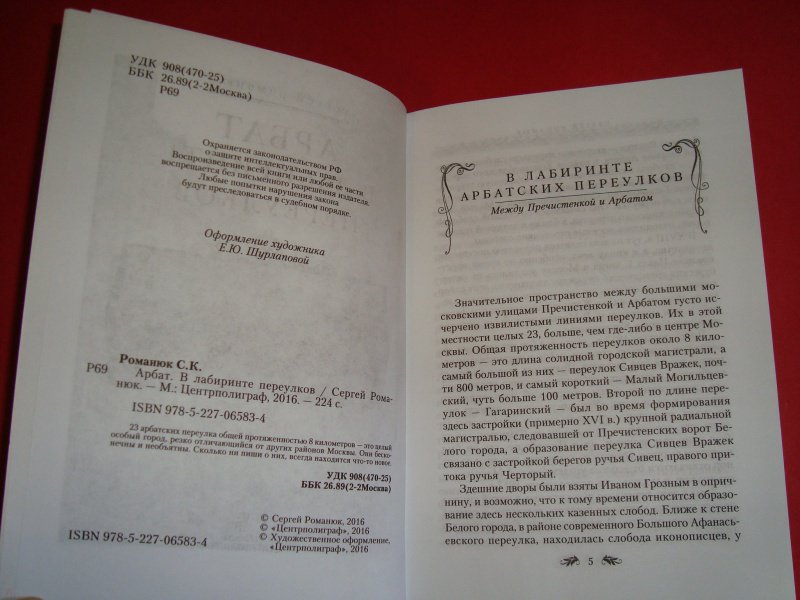 УДК 908(470-25)
ББК 26.89(2-2Москва)
Р69
Охраняется законодательством РФ
о защите интеллектуальных прав.
Воспроизведение всей книги или любой ее части
воспрещается без письменного разрешения издателя.
Любые попытки нарушения закона
будут преследоваться в судебном порядке.
Оформление художника
Е.Ю. Шурлаповой
Романюк С.К.
Р69 Арбат. В лабиринте переулков / Сергей Рома-
нюк. — М.: Центрполиграф, 2016. — 224 с.
ISBN 978-5-227-06583-4
23 арбатских переулка общей протяженностью 8 километров — это целый
особый город, резко отличающийся от других районов Москвы. Они беско-
нечны и необъятны. Сколько ни пиши о них, всегда находится что-то новое.
УДК 908(470-25)
ББК 26.89(2-2Москва)
© Сергей Романюк, 2016
© «Центрполиграф», 2016
© Художественное оформление,
«Центрполиграф», 2016
ISBN 978-5-227-06583-4
В ЛАБИРИНТЕ
АРБАТСКИХ ПЕРЕУЛКОВ
Между Пречистенкой и Арбатом
Значительное пространство между большими мо-
сковскими улицами Пречистенкой и Арбатом густо ис-
черчено извилистыми линиями переулков. Их в этой
местности целых 23, больше, чем где-либо в центре Мо-
сквы. Общая протяженность переулков около 8 кило-
метров — это длина солидной городской магистрали, а
самый большой из них — переулок Сивцев Вражек, поч-
ти 800 метров, и самый короткий — Малый Могильцев-
ский, чуть больше 100 метров. Второй по длине пере-
улок — Гагаринский — был во время формирования
здесь застройки (примерно XVI в.) крупной радиальной
магистралью, следовавшей от Пречистенских ворот Бе-
лого города, а образование переулка Сивцев Вражек
связано с застройкой берегов ручья Сивец, правого при-
тока ручья Черторый.
Здешние дворы были взяты Иваном Грозным в оприч-
нину, и возможно, что к тому времени относится образо-
вание здесь нескольких казенных слобод. Ближе к стене
Белого города, в районе современного Большого Афанась-
евского переулка, находилась слобода иконописцев, у
5